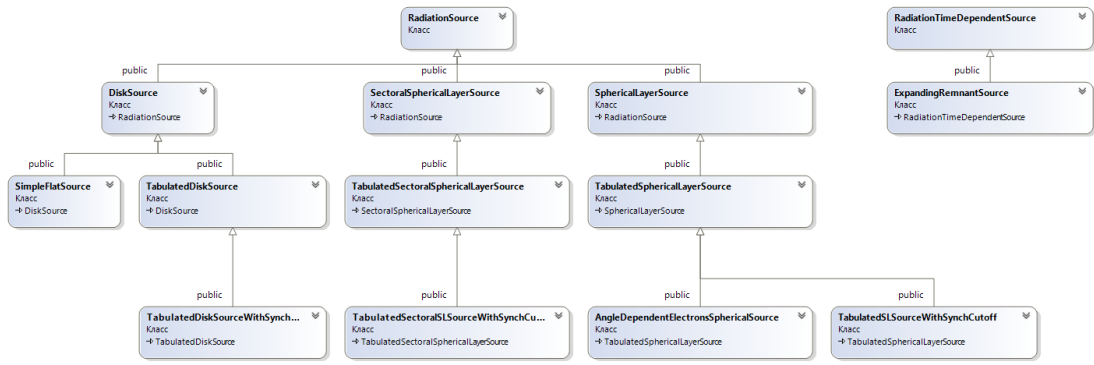 RadiationSource
Класс
RadiationTimeDependentSource
Класс
public
public
public
public
DiskSource
Класс
RadiationSource
SectoralSphericalLayerSource
Класс
RadiationSource
SphericalLayerSource
Класс
RadiationSource
ExpandingRemnantSource
Класс
RadiationTimeDependentSource
public
public
public
public
SimpleFlatSource
Класс
DiskSource
TabulatedDiskSource
Класс
DiskSource
TabulatedSectoralSphericalLayerSource
Класс
SectoralSphericalLayerSource
TabulatedSphericalLayerSource
Класс
SphericalLayerSource
public
public
public
public
TabulatedDiskSourceWithSynch...
Класс
TabulatedDiskSource
TabulatedSectoralSLSourceWithSynchCu...
Класс
TabulatedSectoralSphericalLayerSource
AngleDependentElectronsSphericalSource
Класс
TabulatedSphericalLayerSource
TabulatedSLSourceWithSynchCutoff
Класс
TabulatedSphericalLayerSource